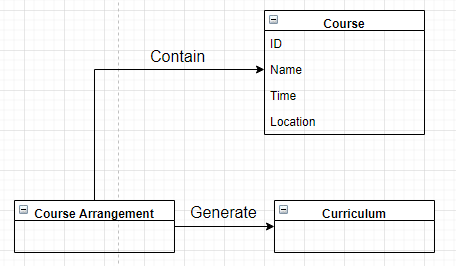 Course
ID
Contain
Name
Time
Location
Course Arrangement
Generate
Curriculum